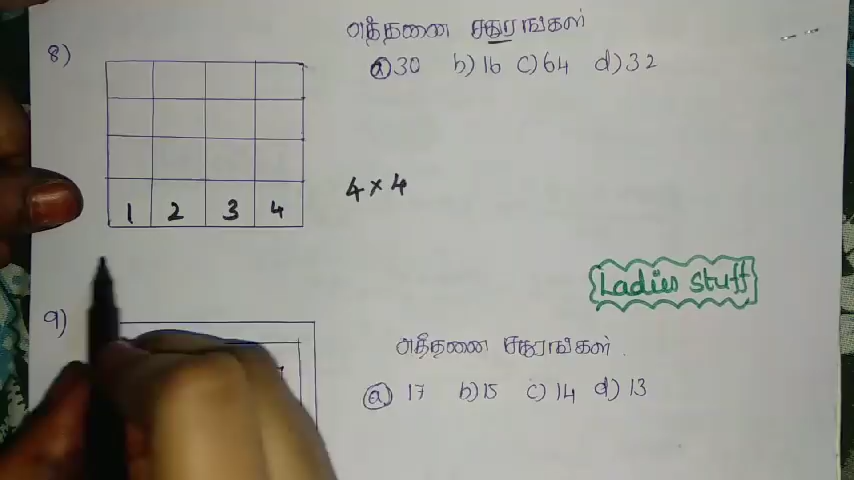 எத்தனை சதுரங்கள்
8)
a) 30 b) 16 c) 64 d) 32
4 × 4
1 2 3 4
Ladies stuff
9)
எத்தனை சதுரங்கள்.
a) 17 b) 15 c) 14 d) 13